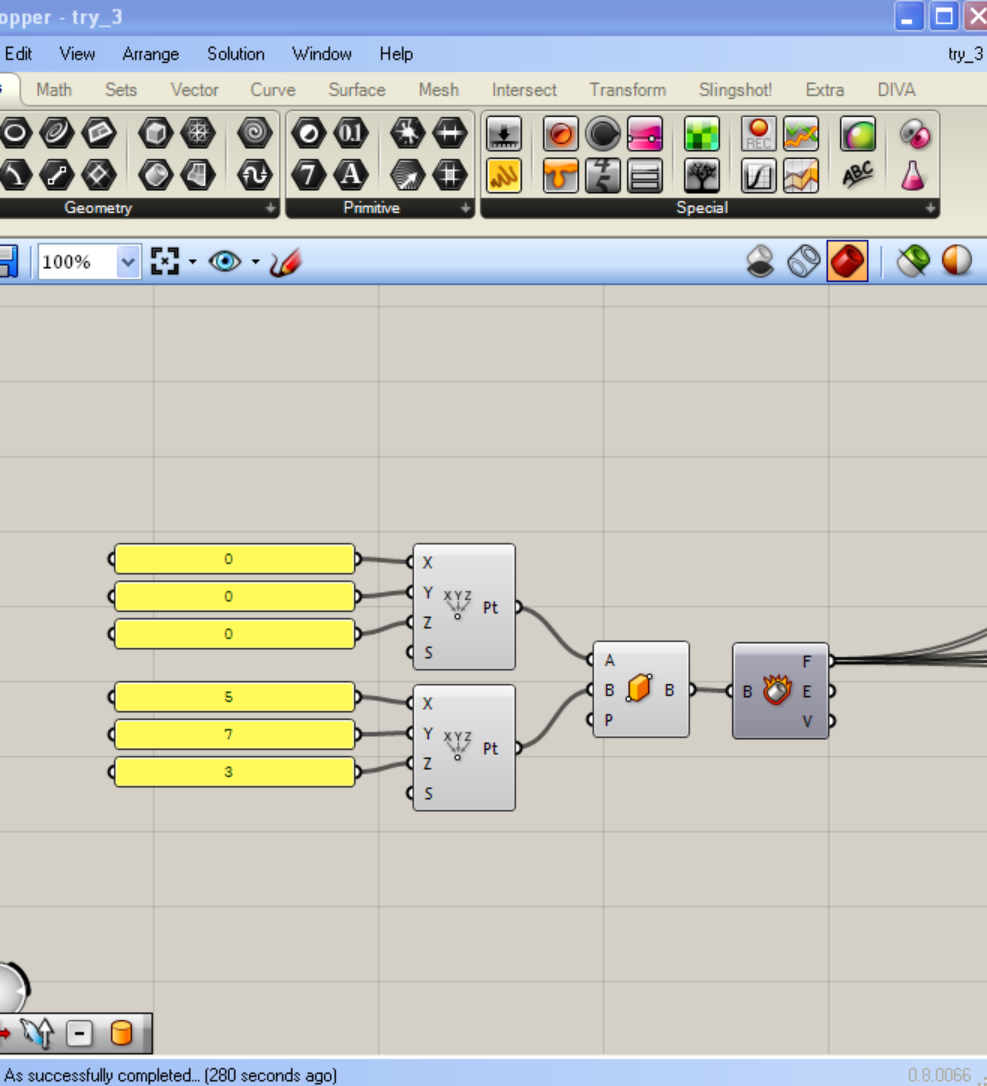 opper - try_3
Edit View Arrange Solution Window Help try_3
Math Sets Vector Curve Surface Mesh Intersect Transform Slingshot! Extra DIVA
0.1 REC
7 A 4 5 ABC
Geometry Primitive Special
100%
0 X
0 Y XYZ Pt
0 Z
S
5 X
7 Y XYZ Pt
3 Z
S
A
B B
P
F
B E
V
As successfully completed... (280 seconds ago) 0.8.0066